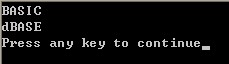 BASIC
dBASE
Press any key to continue_